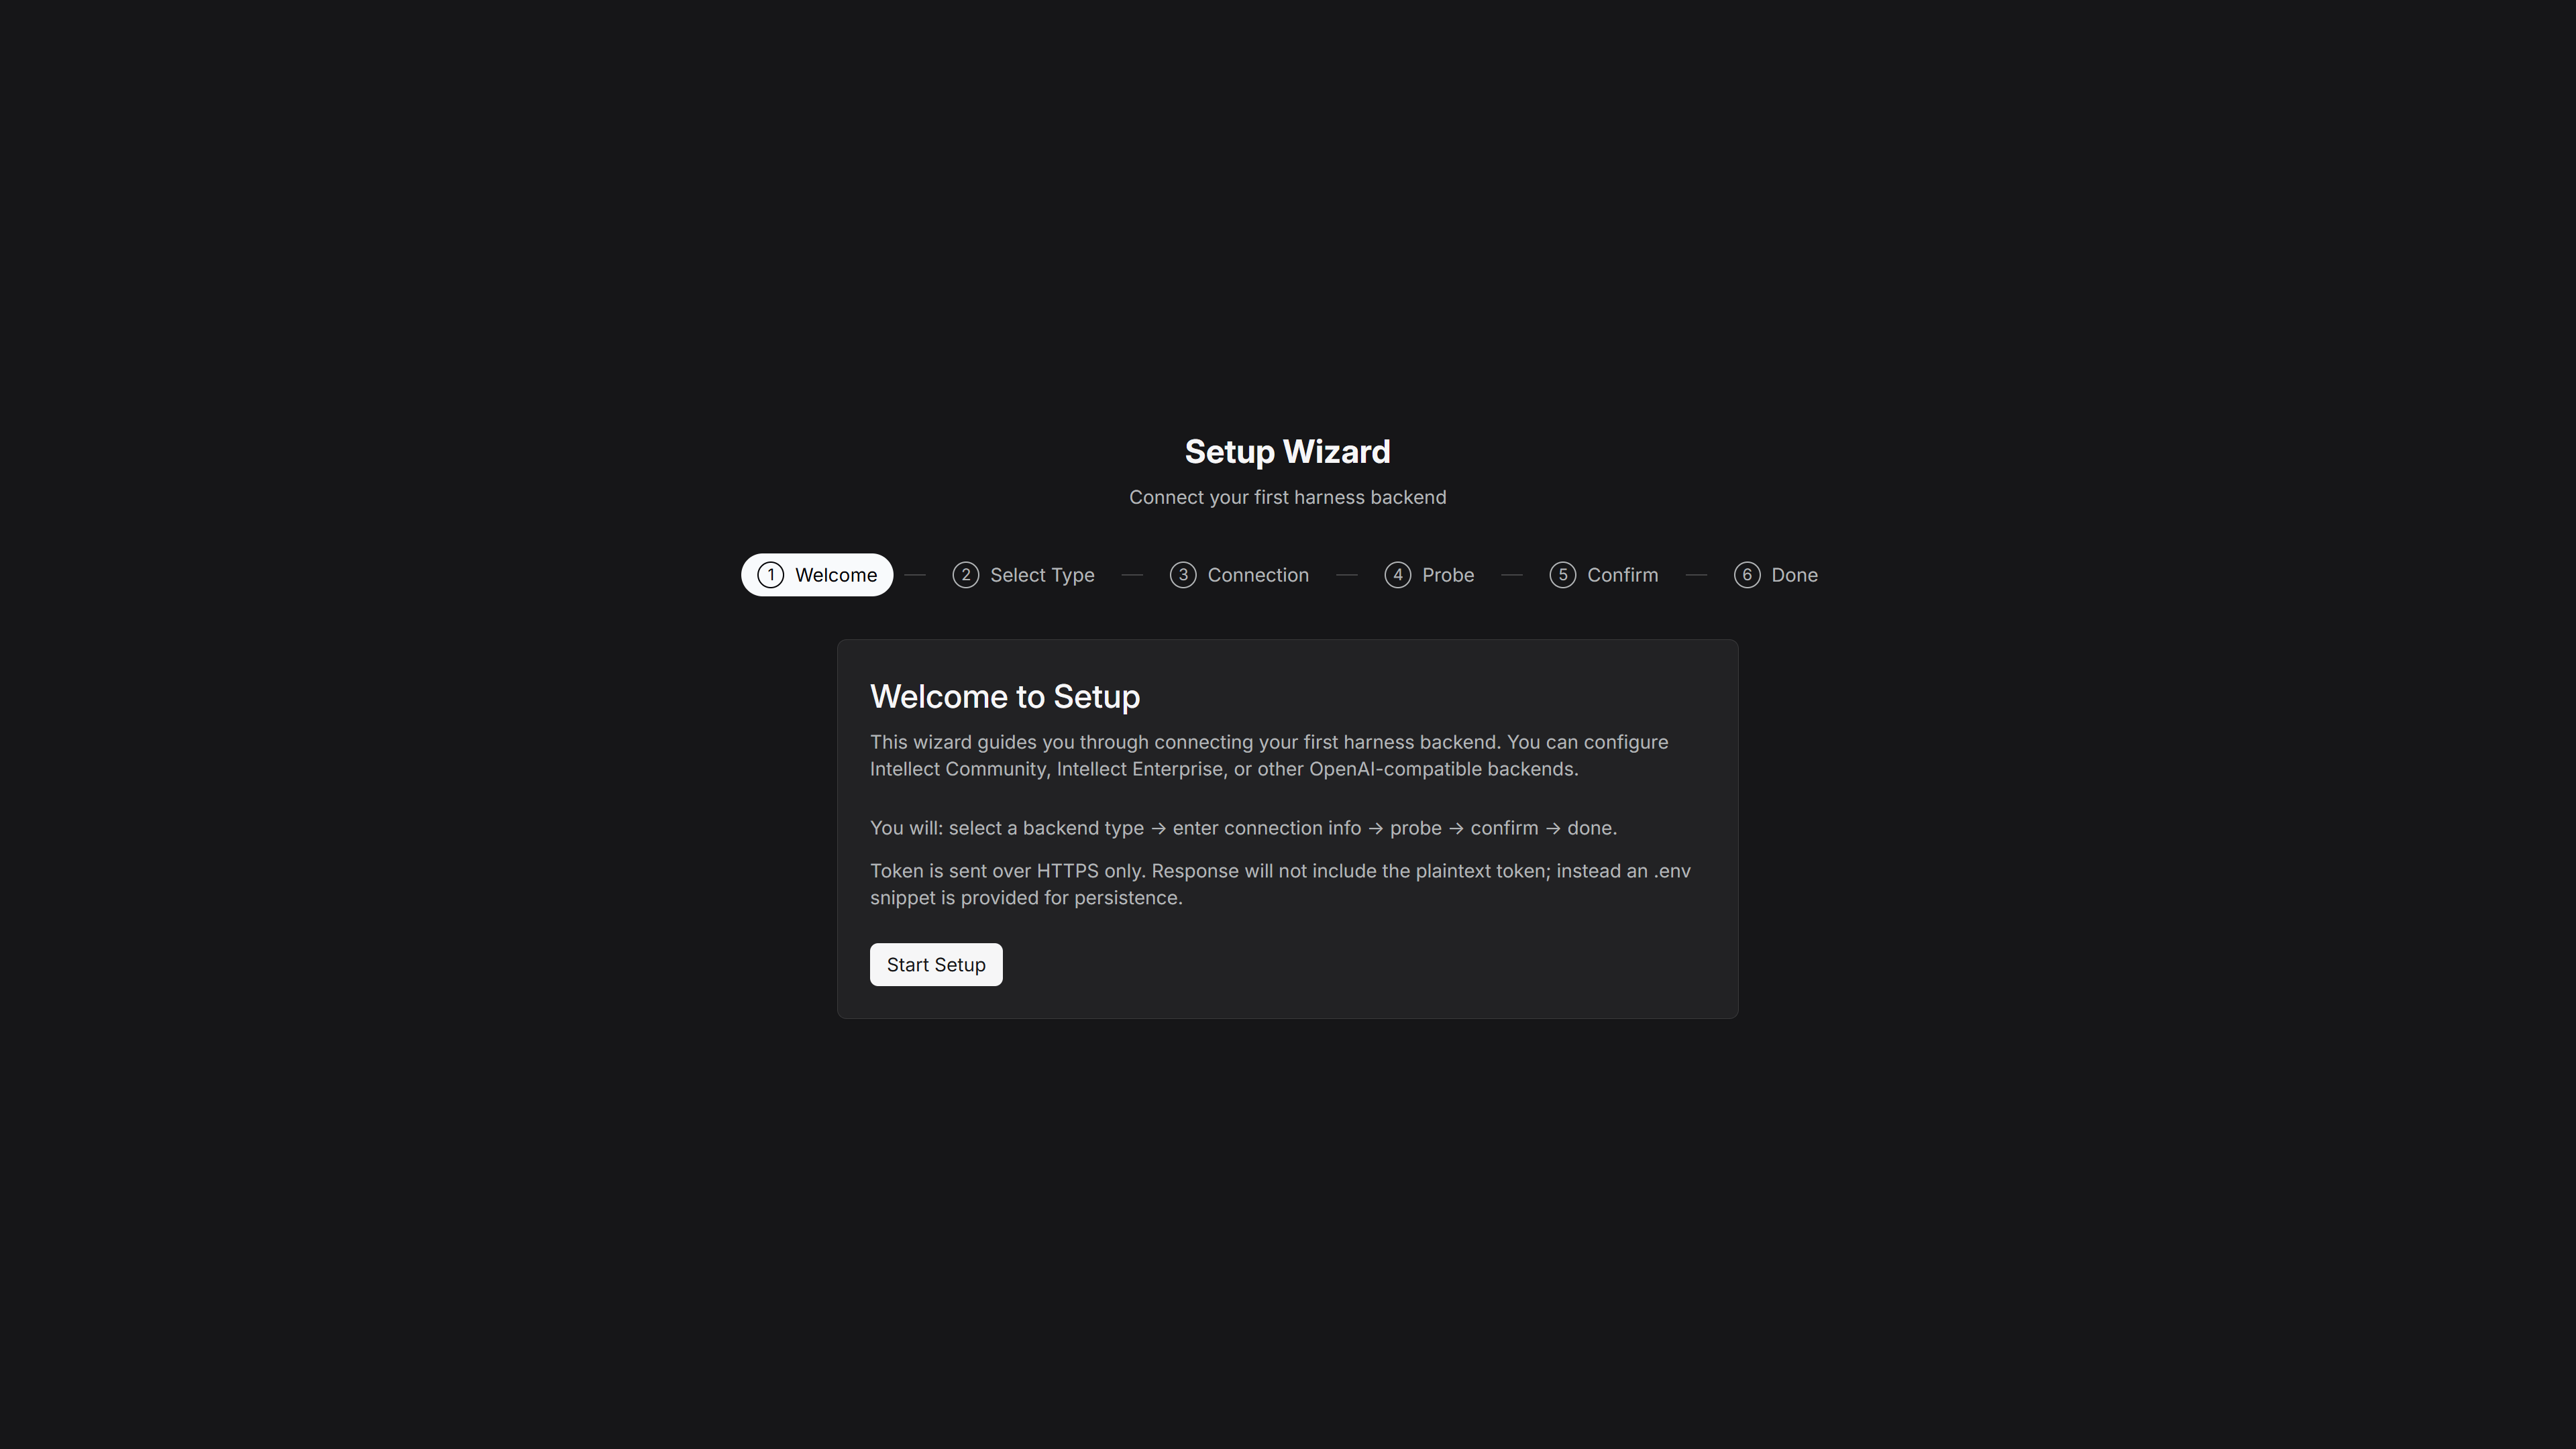 Setup Wizard
Connect your first harness backend
1 Welcome — 2 Select Type — 3 Connection — 4 Probe — 5 Confirm — 6 Done
Welcome to Setup
This wizard guides you through connecting your first harness backend. You can configure
Intellect Community, Intellect Enterprise, or other OpenAI-compatible backends.
You will: select a backend type → enter connection info → probe → confirm → done.
Token is sent over HTTPS only. Response will not include the plaintext token; instead an .env
snippet is provided for persistence.
Start Setup